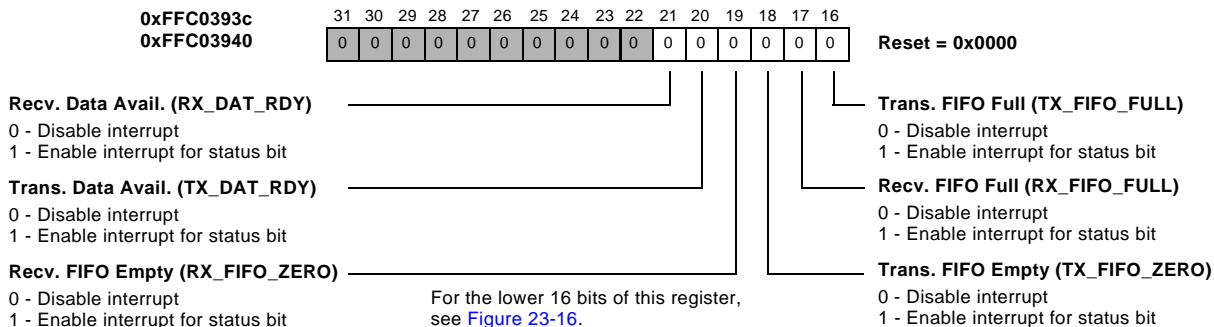 0xFFC0393c
0xFFC03940
31 30 29 28 27 26 25 24 23 22 21 20 19 18 17 16
0 0 0 0 0 0 0 0 0 0 0 0 0 0 0 0
Reset = 0x0000
Recv. Data Avail. (RX_DAT_RDY)
0 - Disable interrupt
1 - Enable interrupt for status bit
Trans. Data Avail. (TX_DAT_RDY)
0 - Disable interrupt
1 - Enable interrupt for status bit
Recv. FIFO Empty (RX_FIFO_ZERO)
0 - Disable interrupt
1 - Enable interrupt for status bit
For the lower 16 bits of this register,
see Figure 23-16.
Trans. FIFO Full (TX_FIFO_FULL)
0 - Disable interrupt
1 - Enable interrupt for status bit
Recv. FIFO Full (RX_FIFO_FULL)
0 - Disable interrupt
1 - Enable interrupt for status bit
Trans. FIFO Empty (TX_FIFO_ZERO)
0 - Disable interrupt
1 - Enable interrupt for status bit